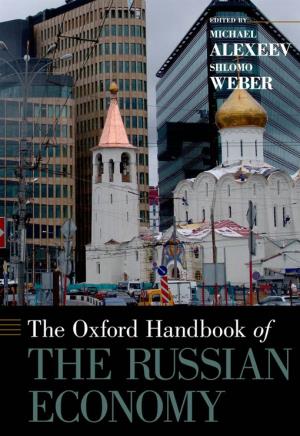 EDITED BY
MICHAEL
ALEXEEV
SHLOMO
WEBER
The Oxford Handbook of
THE RUSSIAN
ECONOMY